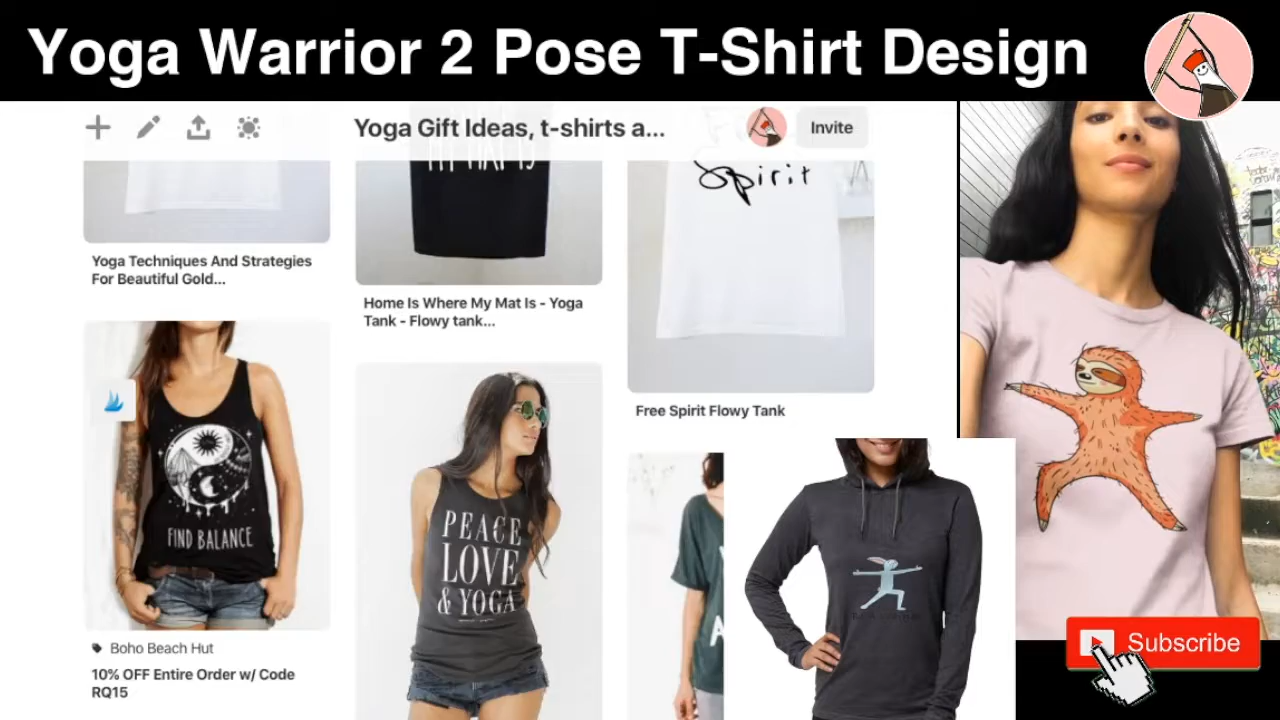 Yoga Warrior 2 Pose T-Shirt Design
Yoga Gift Ideas, t-shirts a...
Invite
Spirit
Yoga Techniques And Strategies
For Beautiful Gold...
Home Is Where My Mat Is - Yoga
Tank - Flowy tank...
Free Spirit Flowy Tank
FIND BALANCE
PEACE
LOVE
& YOGA
Boho Beach Hut
10% OFF Entire Order w/ Code
RQ15
Subscribe